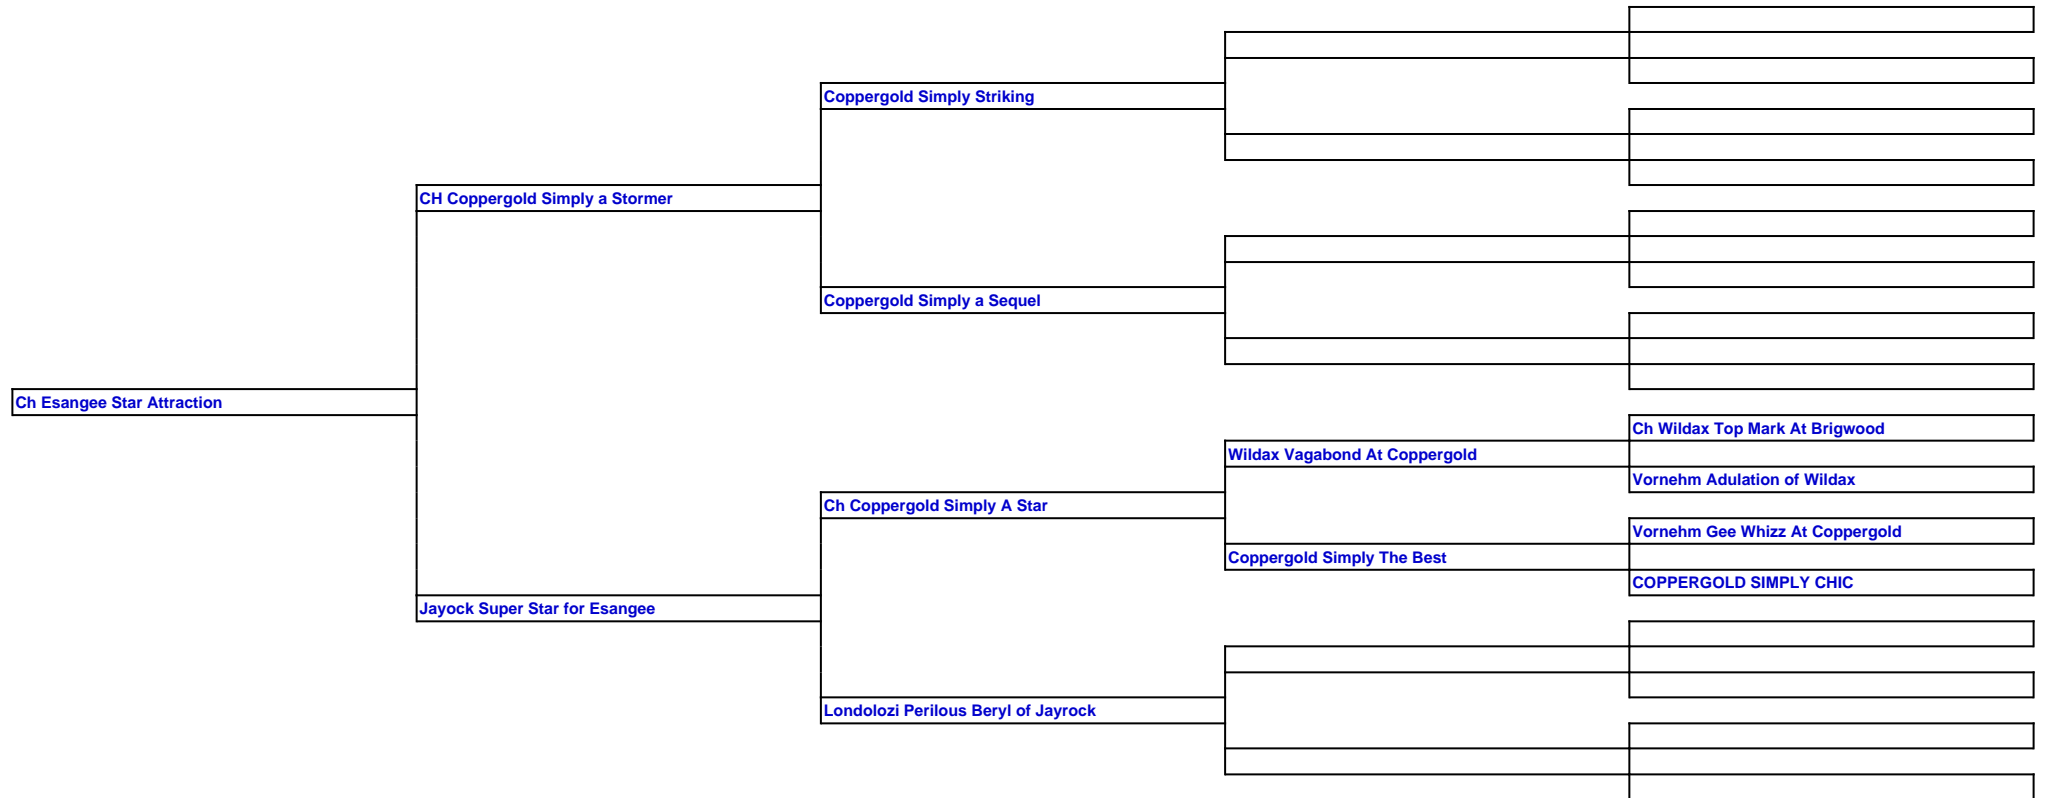 Coppergold Simply Striking
CH Coppergold Simply a Stormer
Coppergold Simply a Sequel
Ch Esangee Star Attraction
Ch Wildax Top Mark At Brigwood
Wildax Vagabond At Coppergold
Vornehm Adulation of Wildax
Ch Coppergold Simply A Star
Vornehm Gee Whizz At Coppergold
Coppergold Simply The Best
COPPERGOLD SIMPLY CHIC
Jayock Super Star for Esangee
Londolozi Perilous Beryl of Jayrock